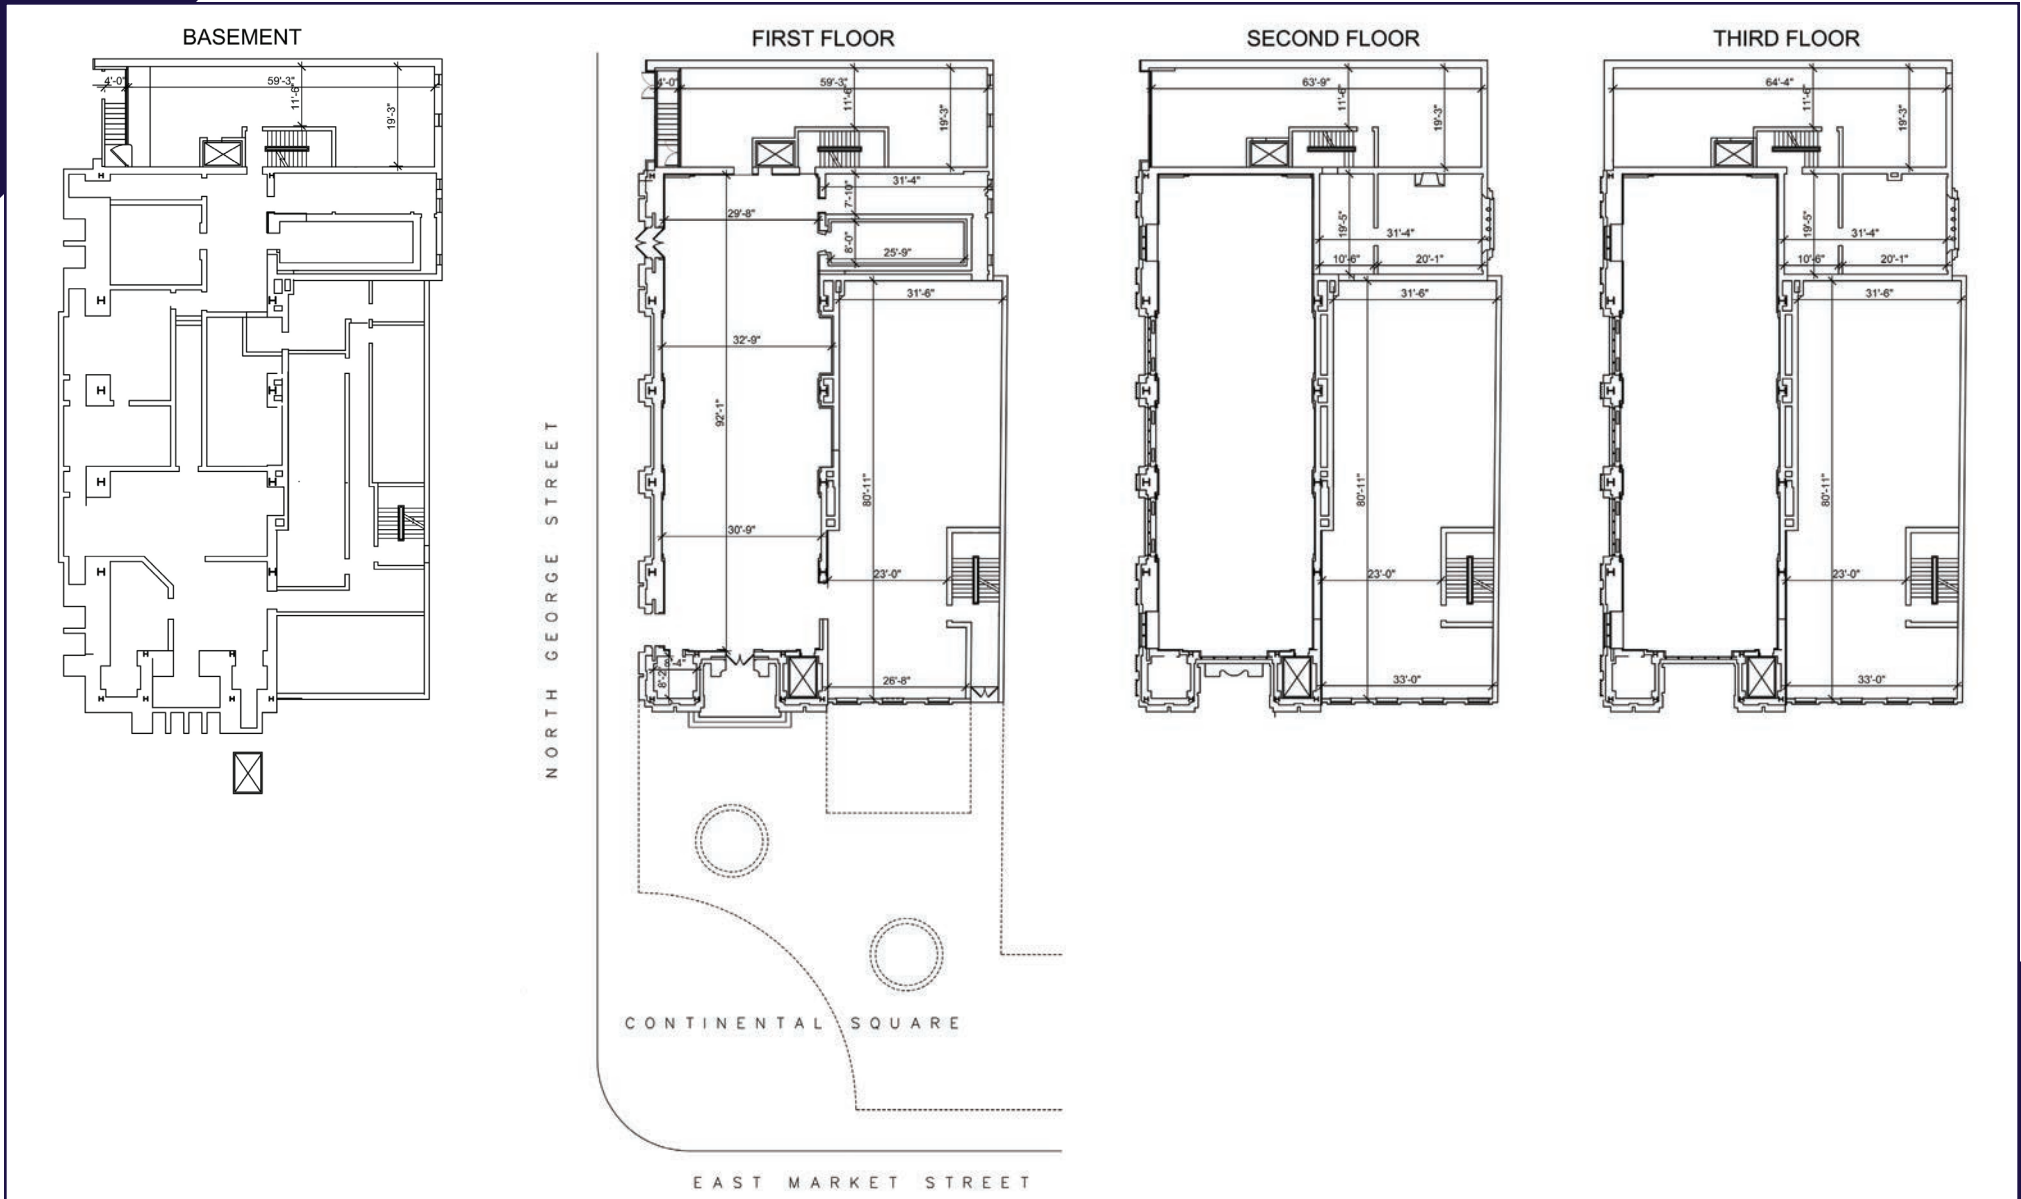 BASEMENT
4'-0"
59'-3"
11'-6"
19'-3"
H
H
H
H
H
H
H
H
H
H
H
H
H
FIRST FLOOR
4'-0"
59'-3"
11'-6"
19'-3"
31'-4"
7'-10"
29'-8"
8'-0"
25'-9"
31'-6"
32'-9"
92'-1"
80'-11"
30'-9"
23'-0"
8'-4"
8'-2"
26'-8"
NORTH GEORGE STREET
CONTINENTAL SQUARE
EAST MARKET STREET
SECOND FLOOR
63'-9"
11'-6"
19'-3"
19'-5"
31'-4"
10'-6"
20'-1"
31'-6"
80'-11"
23'-0"
33'-0"
THIRD FLOOR
64'-4"
11'-6"
19'-3"
19'-5"
31'-4"
10'-6"
20'-1"
31'-6"
80'-11"
23'-0"
33'-0"